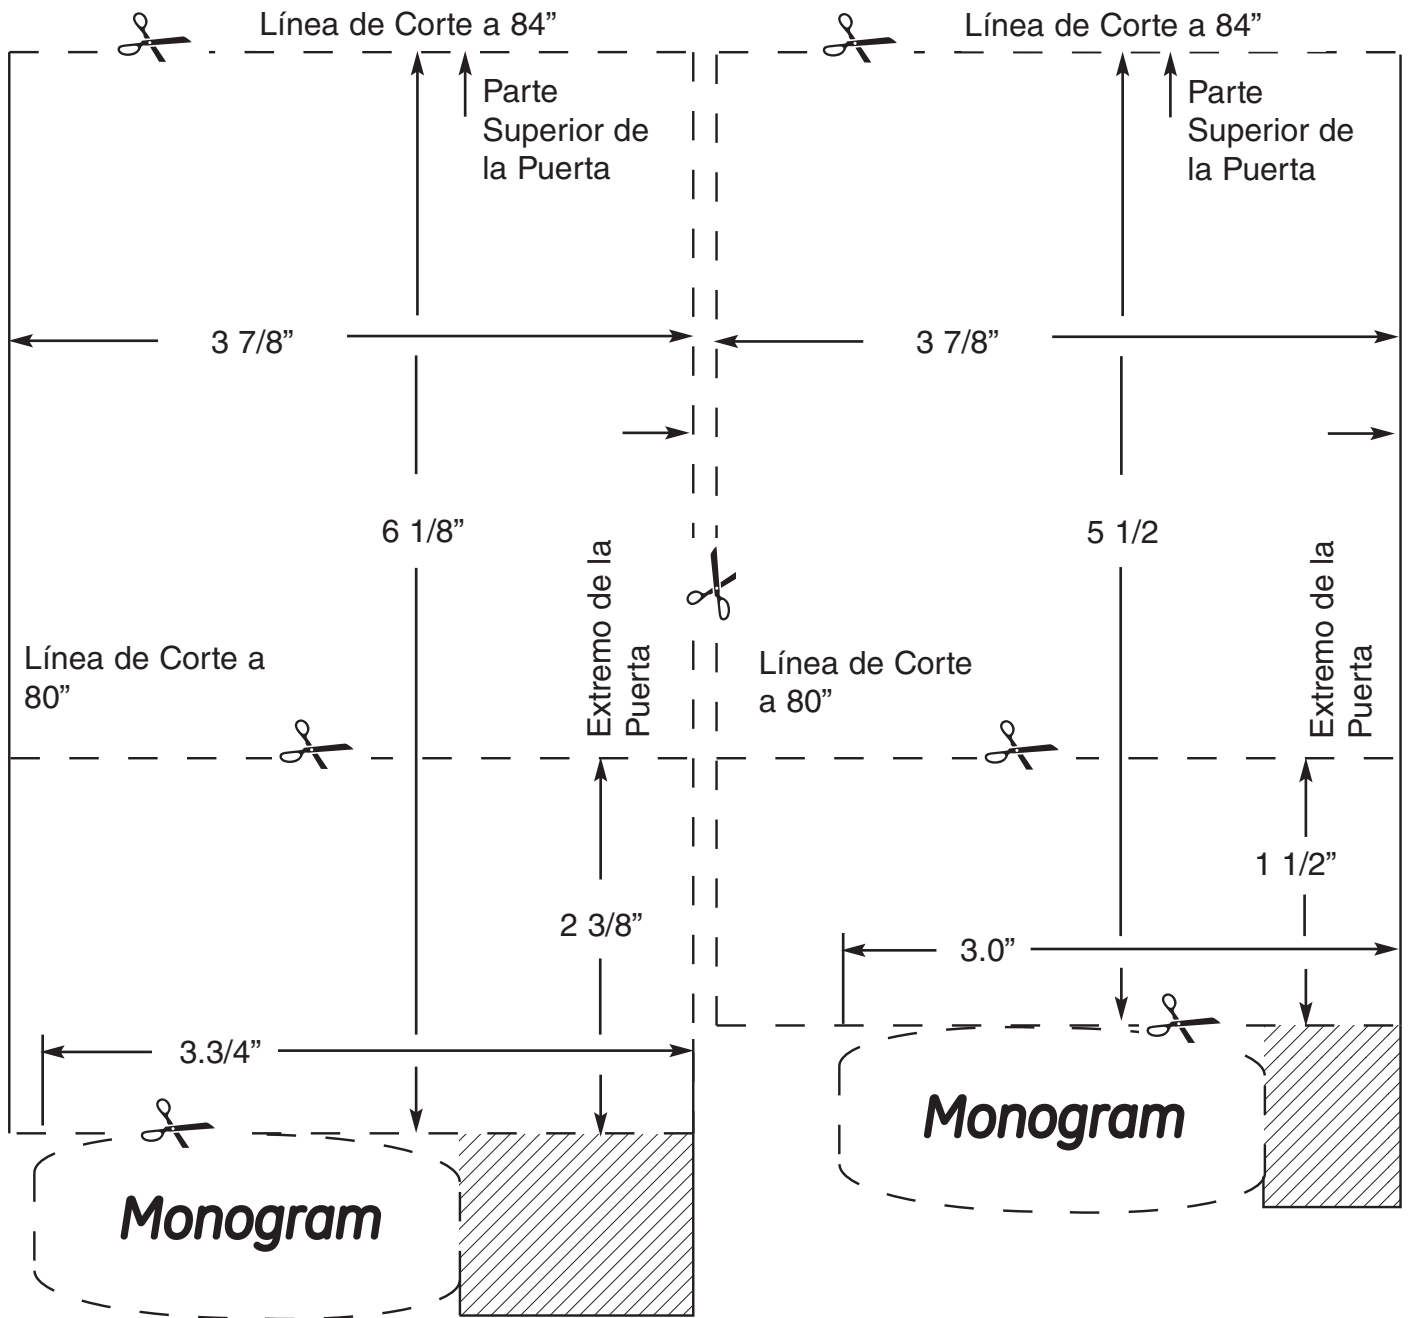 Línea de Corte a 84”
Parte
Superior de
la Puerta
3 7/8”
6 1/8”
Extremo de la
Puerta
Línea de Corte a
80”
2 3/8”
3.3/4”
Monogram
Línea de Corte a 84”
Parte
Superior de
la Puerta
3 7/8”
5 1/2
Extremo de la
Puerta
Línea de Corte
a 80”
1 1/2”
3.0”
Monogram